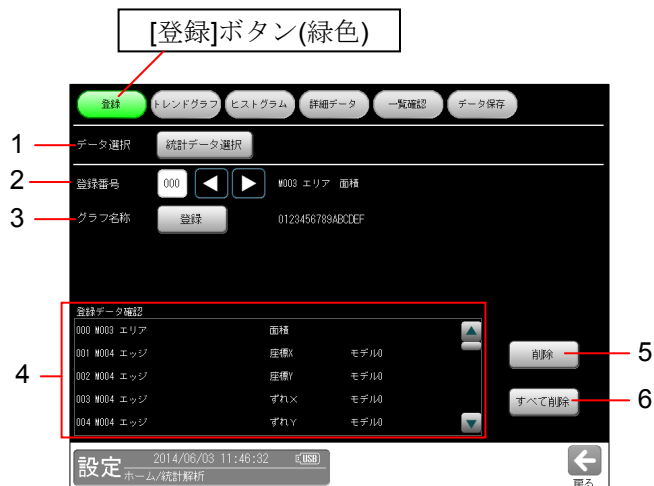 [登録]ボタン(緑色)
登録 トレンドグラフ ヒストグラム 詳細データ 一覧確認 データ保存
1 データ選択 統計データ選択
2 登録番号 000 M003 エリア 面積
3 グラフ名称 登録 0123456789ABCDEF
登録データ確認
000 M003 エリア 面積
001 M004 エッジ 座標X モデル0
削除 5
4 002 M004 エッジ 座標Y モデル0
003 M004 エッジ ずれX モデル0
すべて削除 6
004 M004 エッジ ずれY モデル0
設定 2014/06/03 11:46:32 USB
ホーム/統計解析
戻る